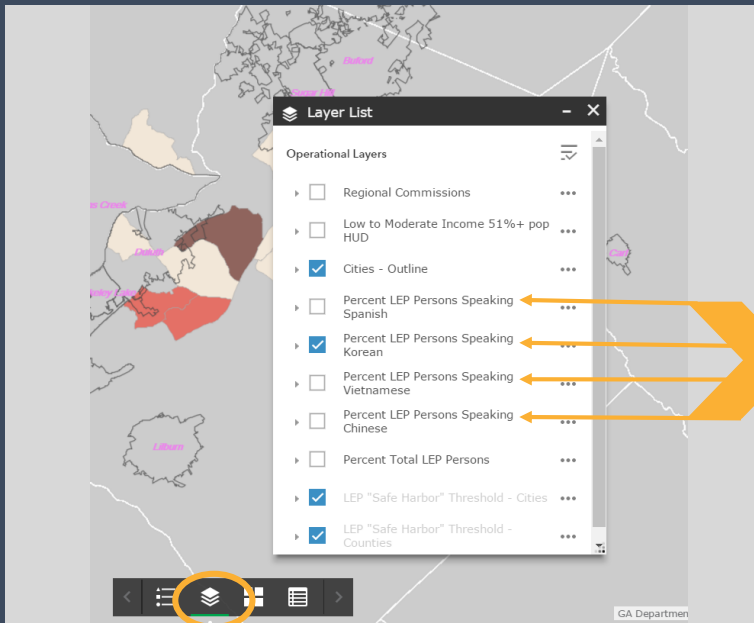 Buford
Sugar Hill
Layer List
Operational Layers
Regional Commissions
Low to Moderate Income 51%+ pop
HUD
Cities - Outline
Percent LEP Persons Speaking
Spanish
Percent LEP Persons Speaking
Korean
Percent LEP Persons Speaking
Vietnamese
Percent LEP Persons Speaking
Chinese
Percent Total LEP Persons
LEP "Safe Harbor" Threshold - Cities
LEP "Safe Harbor" Threshold -
Counties
ns Creek
Duluth
Lilburn
Carl
GA Departmen